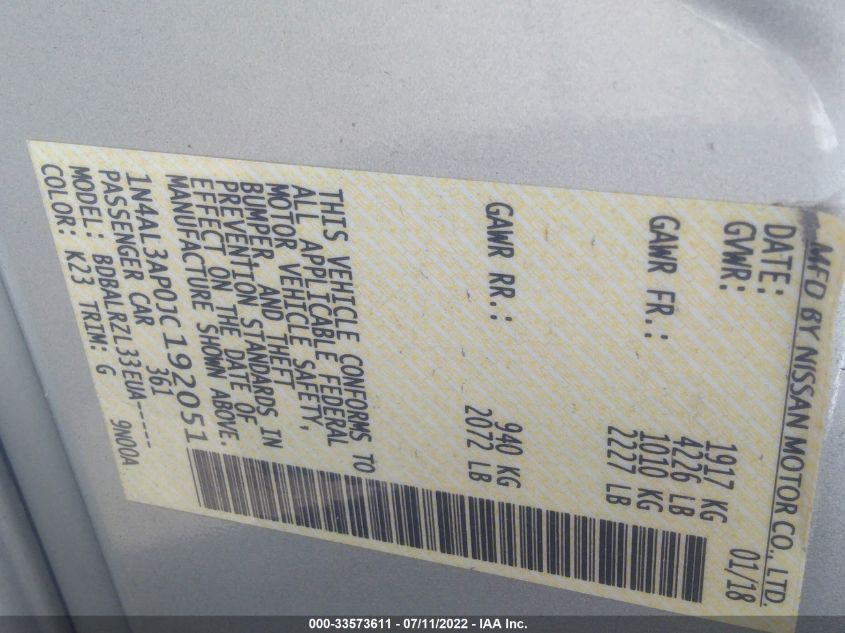 MFD BY NISSAN MOTOR CO., LTD.
DATE: 01/18
GVWR: 1917 KG
4226 LB
GAWR FR.: 1010 KG
2227 LB
GAWR RR.: 940 KG
2072 LB
THIS VEHICLE CONFORMS TO
ALL APPLICABLE FEDERAL
MOTOR VEHICLE SAFETY,
BUMPER, AND THEFT
PREVENTION STANDARDS IN
EFFECT ON THE DATE OF
MANUFACTURE SHOWN ABOVE.
1N4AL3AP0JC192051
PASSENGER CAR 361
MODEL: BDBALRZL33EUA-----
COLOR: K23 TRIM: G 9N00A
000-33573611 - 07/11/2022 - IAA Inc.